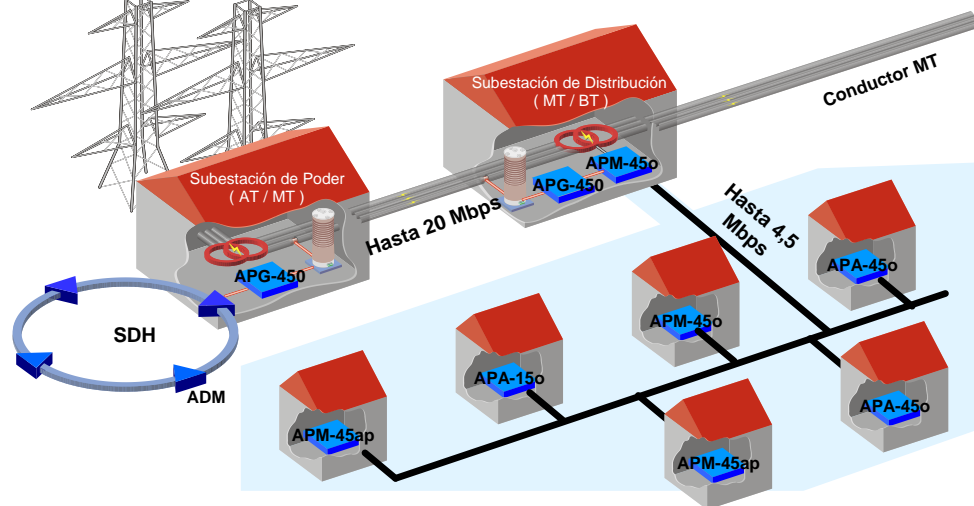 Subestación de Distribución
( MT / BT )
Conductor MT
APM-45o
APG-450
Subestación de Poder
( AT / MT )
Hasta 20 Mbps
APG-450
Hasta 4,5
Mbps
APA-45o
SDH
ADM
APM-45o
APA-15o
APA-45o
APM-45ap
APM-45ap